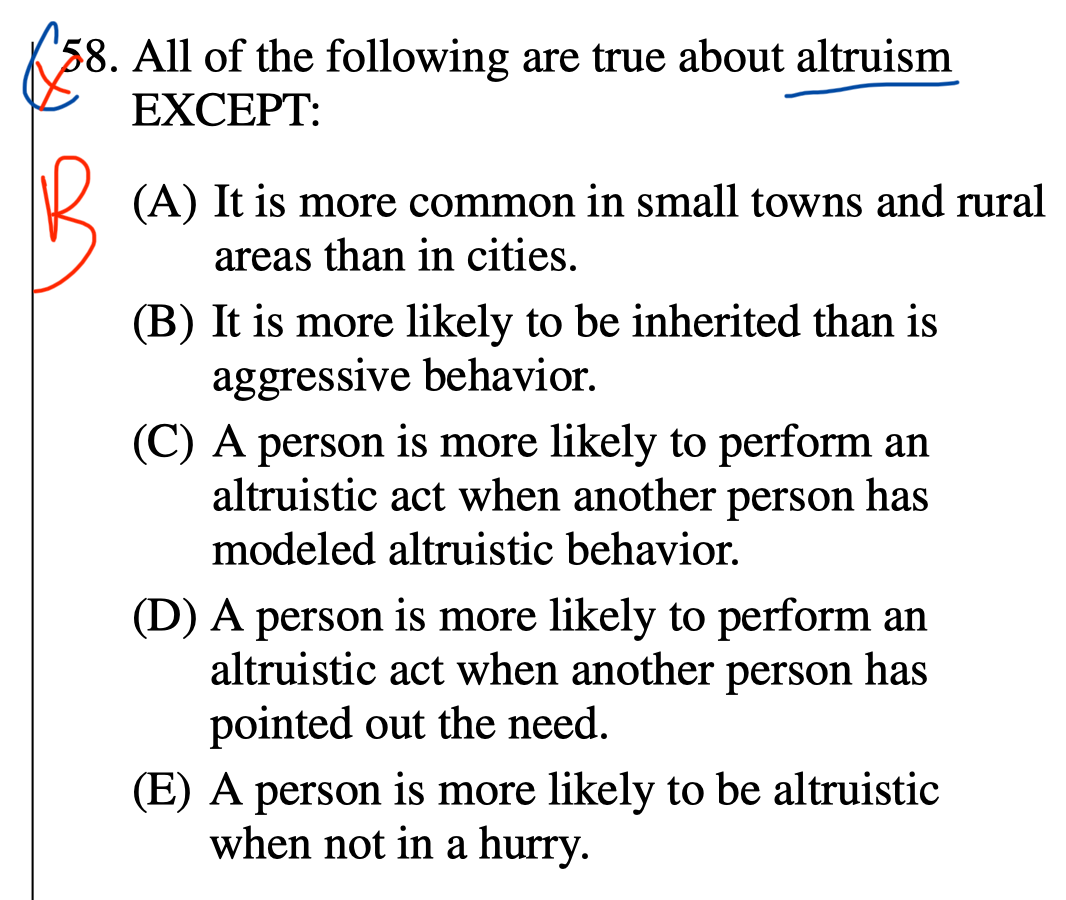 58. All of the following are true about altruism
EXCEPT:
B
(A) It is more common in small towns and rural
areas than in cities.
(B) It is more likely to be inherited than is
aggressive behavior.
(C) A person is more likely to perform an
altruistic act when another person has
modeled altruistic behavior.
(D) A person is more likely to perform an
altruistic act when another person has
pointed out the need.
(E) A person is more likely to be altruistic
when not in a hurry.